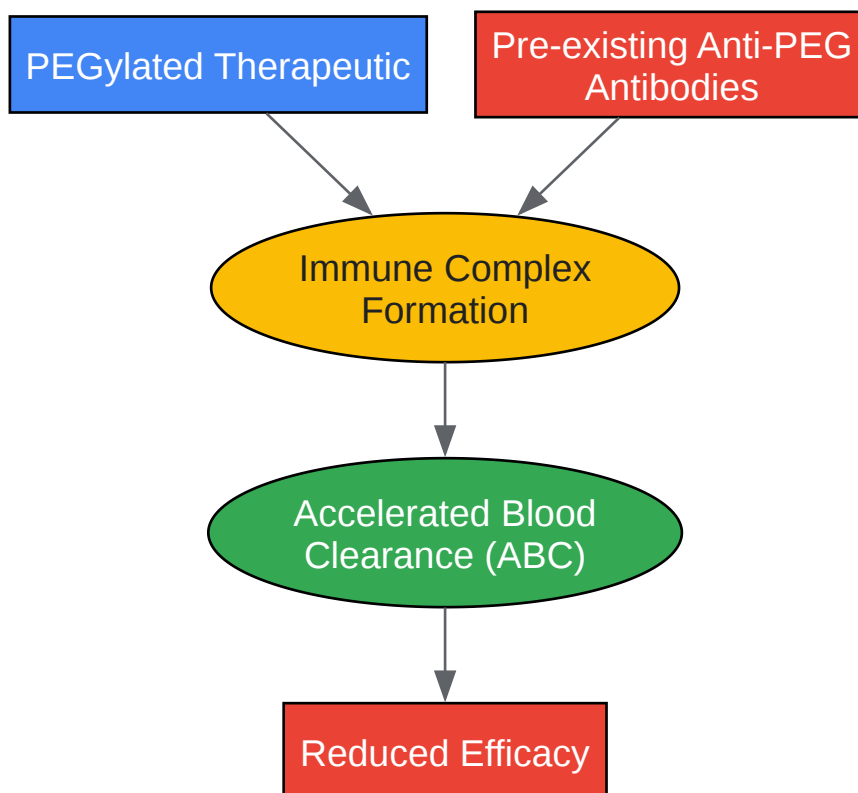 PEGylated Therapeutic
Pre-existing Anti-PEG
Antibodies
Immune Complex
Formation
Accelerated Blood
Clearance (ABC)
Reduced Efficacy